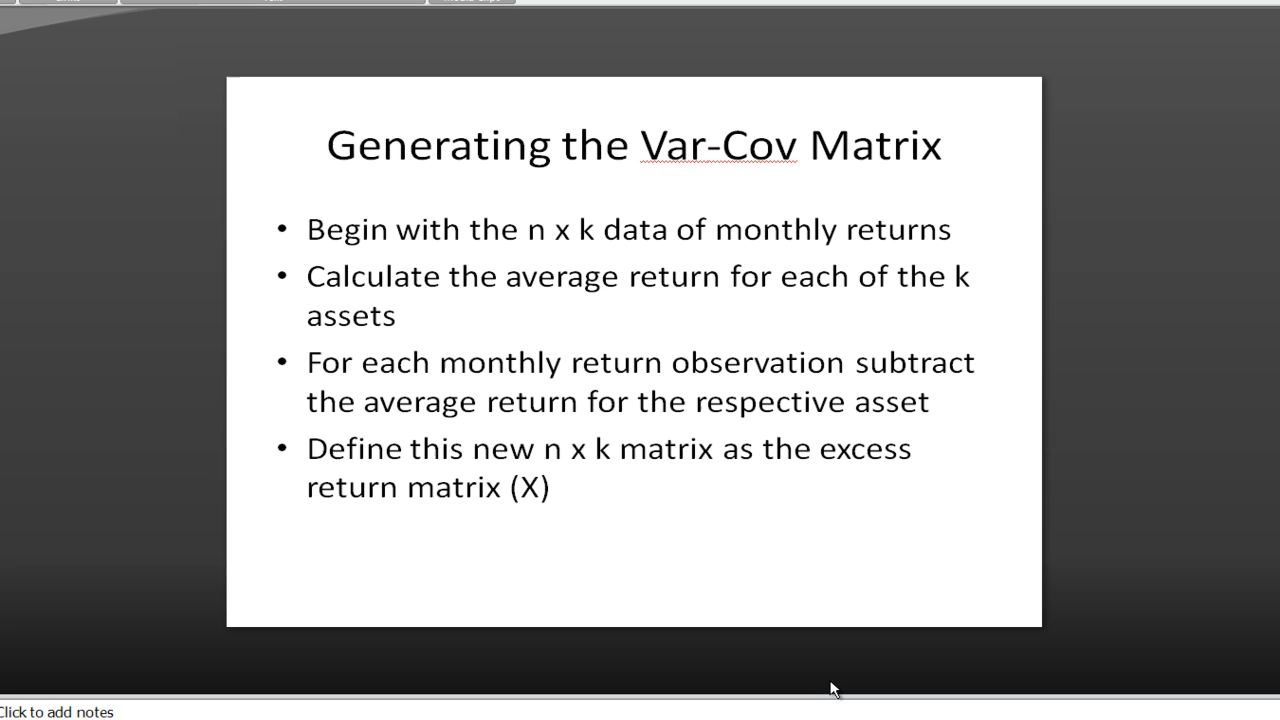 Generating the Var-Cov Matrix
• Begin with the n x k data of monthly returns
• Calculate the average return for each of the k
assets
• For each monthly return observation subtract
the average return for the respective asset
• Define this new n x k matrix as the excess
return matrix (X)
Click to add notes